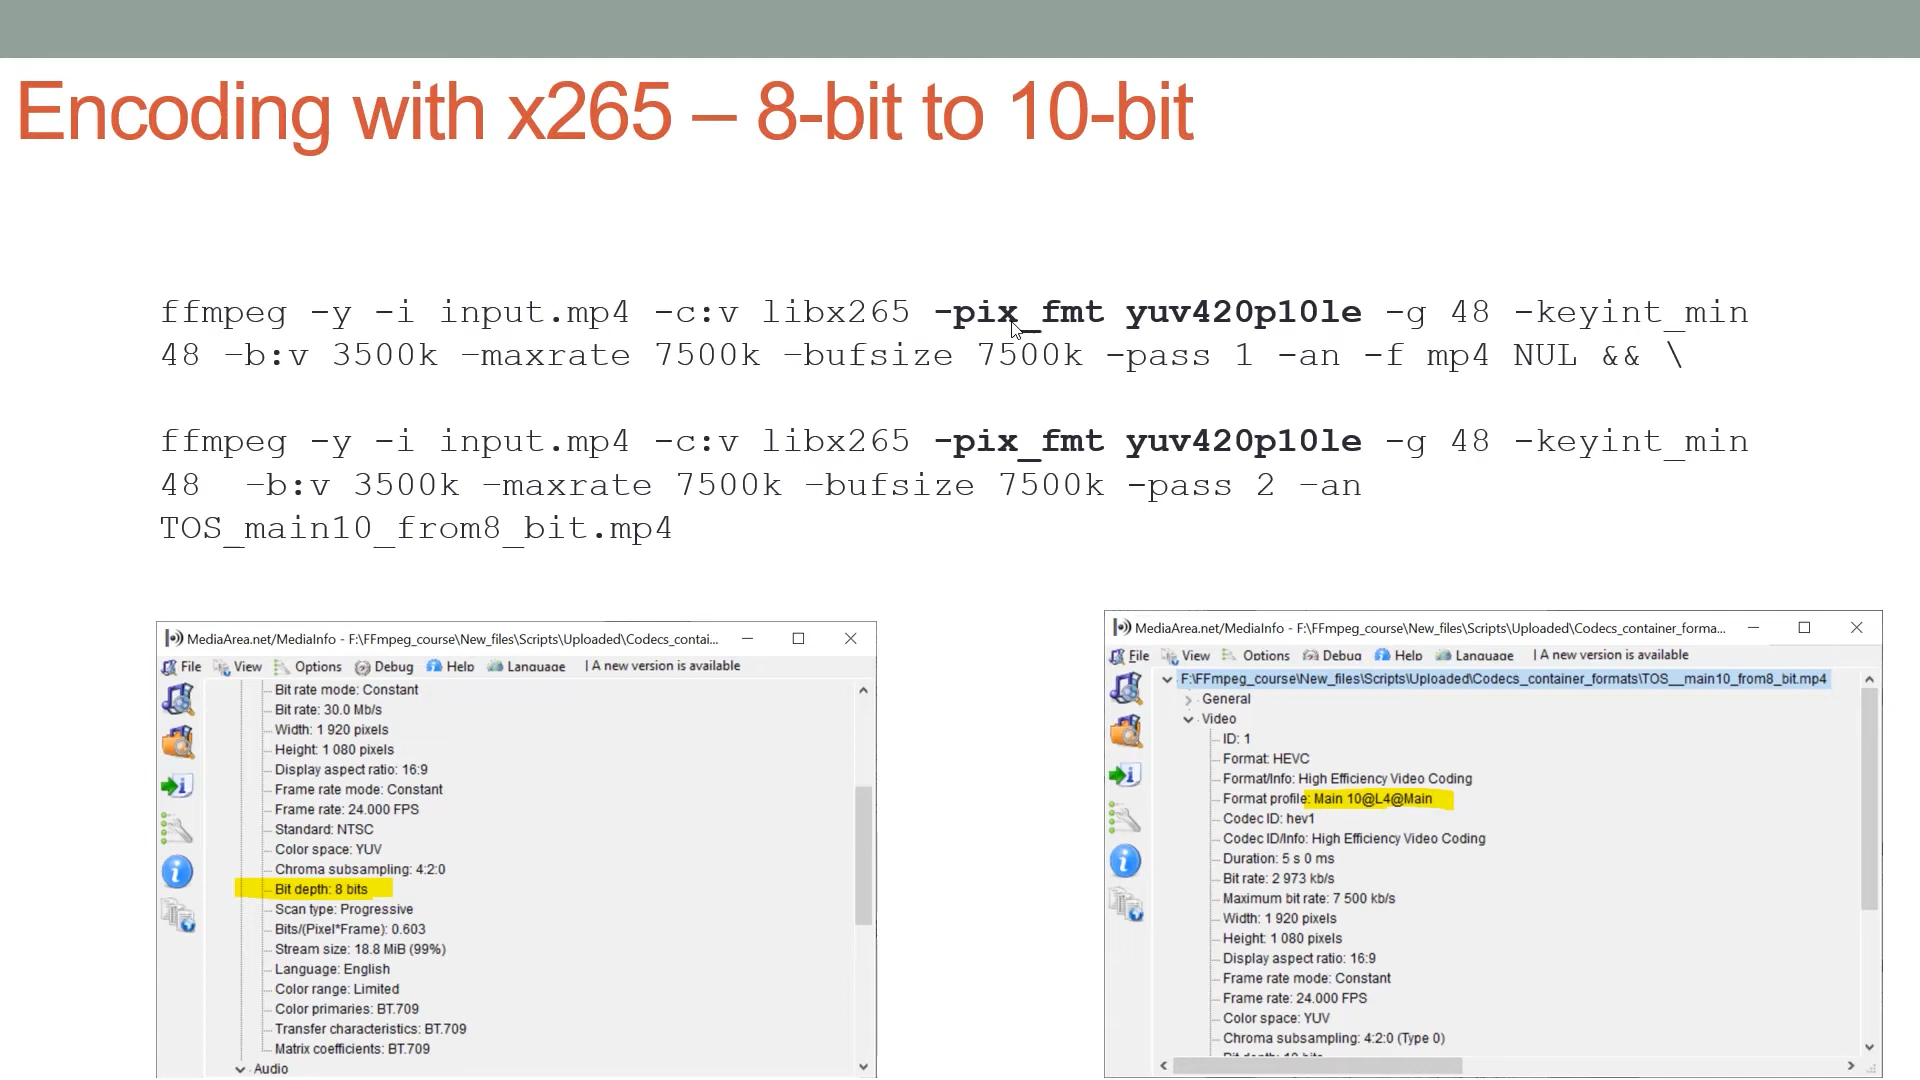 Encoding with x265 – 8-bit to 10-bit
ffmpeg -y -i input.mp4 -c:v libx265 -pix_fmt yuv420p10le -g 48 -keyint_min
48 -b:v 3500k -maxrate 7500k -bufsize 7500k -pass 1 -an -f mp4 NUL && \
ffmpeg -y -i input.mp4 -c:v libx265 -pix_fmt yuv420p10le -g 48 -keyint_min
48 -b:v 3500k -maxrate 7500k -bufsize 7500k -pass 2 -an
TOS_main10_from8_bit.mp4
MediaArea.net/MediaInfo - F:\FFmpeg_course\New_files\Scripts\Uploaded\Codecs_contai...
File View Options Debug Help Language | A new version is available
Bit rate mode: Constant
Bit rate: 30.0 Mb/s
Width: 1 920 pixels
Height: 1 080 pixels
Display aspect ratio: 16:9
Frame rate mode: Constant
Frame rate: 24.000 FPS
Standard: NTSC
Color space: YUV
Chroma subsampling: 4:2:0
Bit depth: 8 bits
Scan type: Progressive
Bits/(Pixel*Frame): 0.603
Stream size: 18.8 MiB (99%)
Language: English
Color range: Limited
Color primaries: BT.709
Transfer characteristics: BT.709
Matrix coefficients: BT.709
Audio
MediaArea.net/MediaInfo - F:\FFmpeg_course\New_files\Scripts\Uploaded\Codecs_container_forma...
File View Options Debug Help Language | A new version is available
F:\FFmpeg_course\New_files\Scripts\Uploaded\Codecs_container_formats\TOS__main10_from8_bit.mp4
General
Video
ID: 1
Format: HEVC
Format/Info: High Efficiency Video Coding
Format profile: Main 10@L4@Main
Codec ID: hev1
Codec ID/Info: High Efficiency Video Coding
Duration: 5 s 0 ms
Bit rate: 2 973 kb/s
Maximum bit rate: 7 500 kb/s
Width: 1 920 pixels
Height: 1 080 pixels
Display aspect ratio: 16:9
Frame rate mode: Constant
Frame rate: 24.000 FPS
Color space: YUV
Chroma subsampling: 4:2:0 (Type 0)
Bit depth: 10 bits